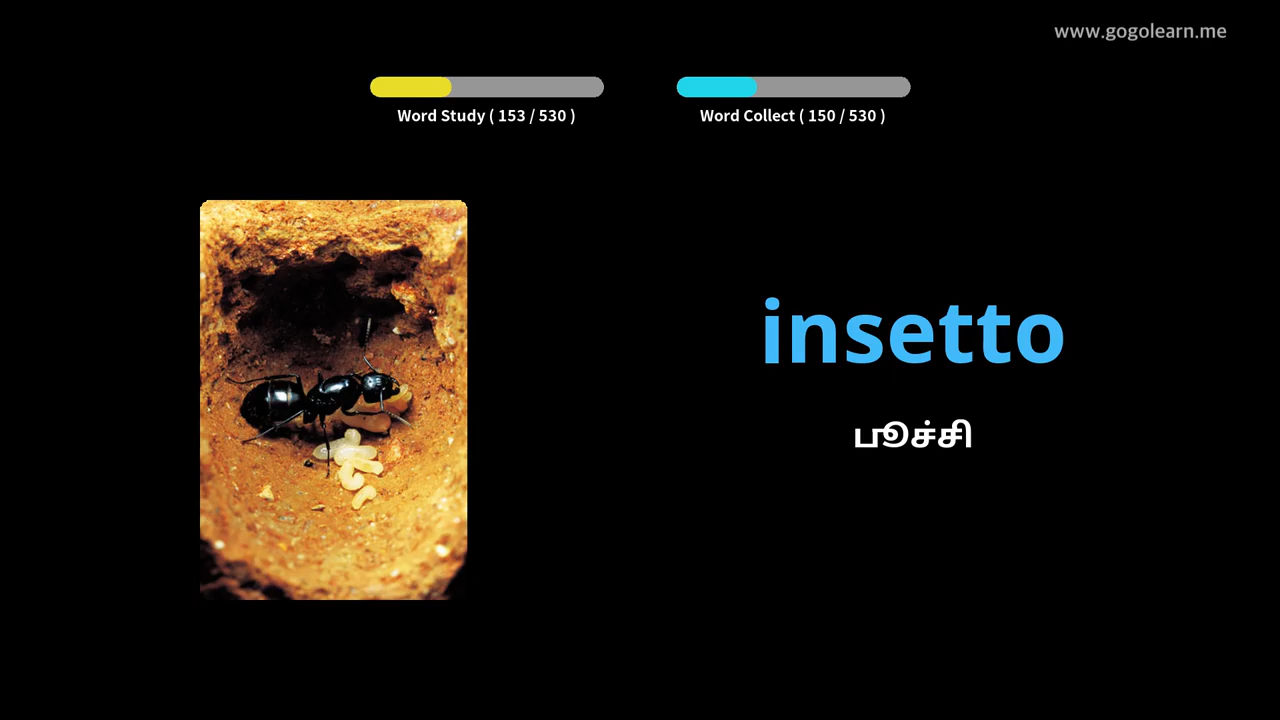 www.gogolearn.me
Word Study ( 153 / 530 )
Word Collect ( 150 / 530 )
insetto
பூச்சி